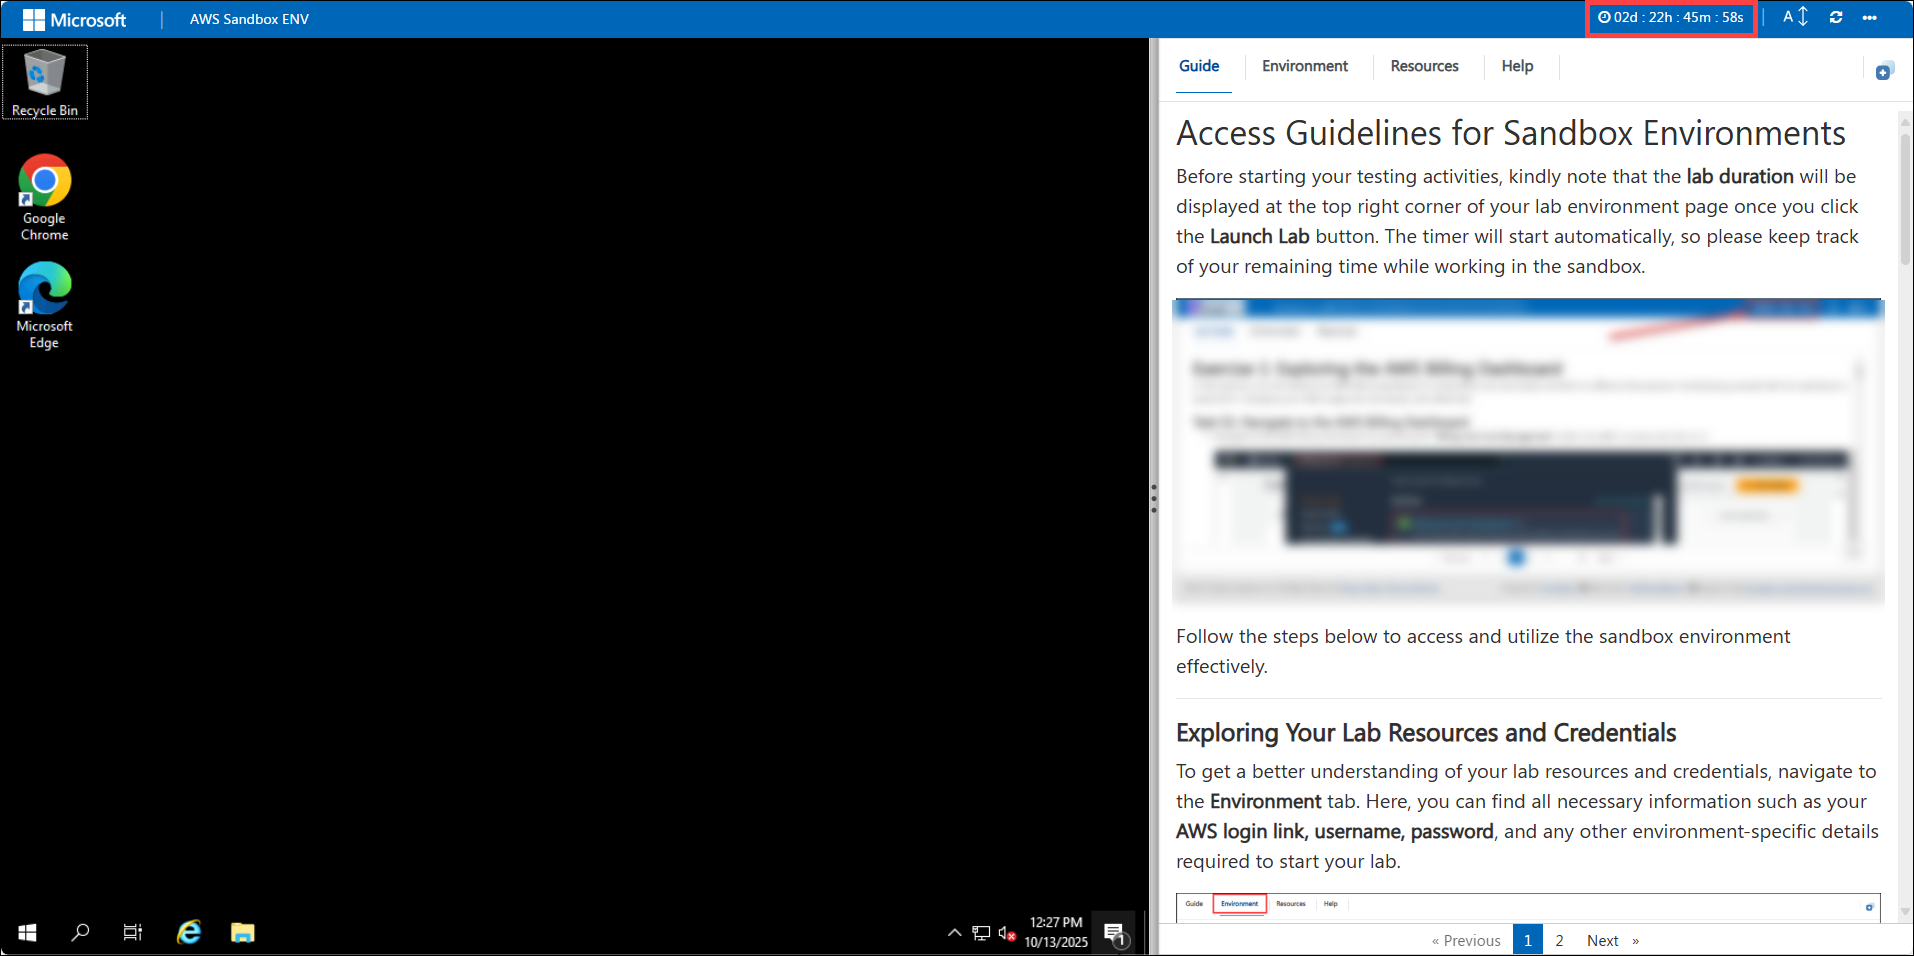 Microsoft
AWS Sandbox ENV
02d : 22h : 45m : 58s
A
Recycle Bin
Google
Chrome
Microsoft
Edge
12:27 PM
10/13/2025
1
Guide
Environment
Resources
Help
Access Guidelines for Sandbox Environments
Before starting your testing activities, kindly note that the lab duration will be
displayed at the top right corner of your lab environment page once you click
the Launch Lab button. The timer will start automatically, so please keep track
of your remaining time while working in the sandbox.
Exercise 1: Exploring the AWS Billing Dashboard
Follow the steps below to access and utilize the sandbox environment
effectively.
Exploring Your Lab Resources and Credentials
To get a better understanding of your lab resources and credentials, navigate to
the Environment tab. Here, you can find all necessary information such as your
AWS login link, username, password, and any other environment-specific details
required to start your lab.
Guide
Environment
Resources
Help
« Previous
1
2
Next »